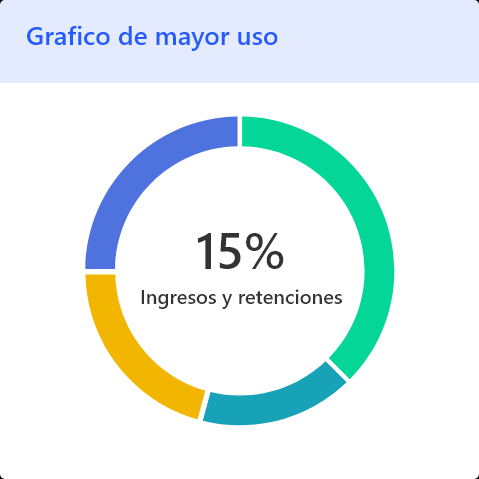 Grafico de mayor uso
15%
Ingresos y retenciones